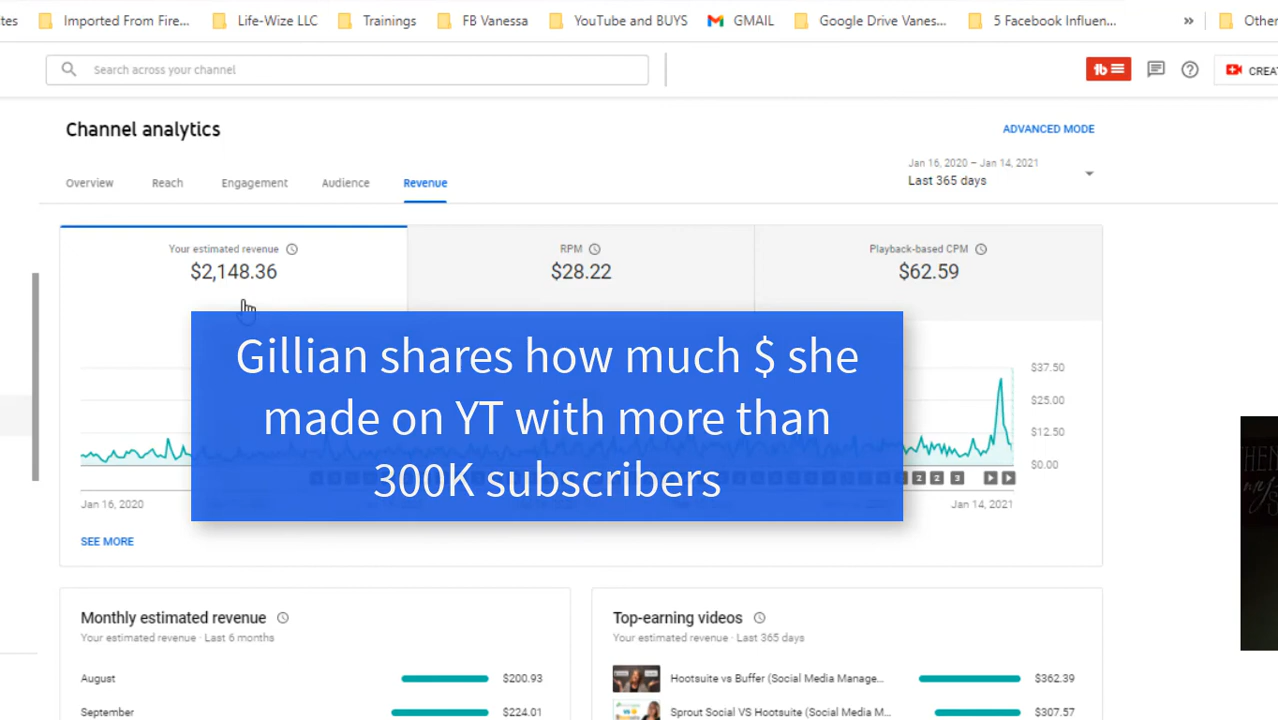 tes Imported From Fire... Life-Wize LLC Trainings FB Vanessa YouTube and BUYS GMAIL Google Drive Vanes... 5 Facebook Influen... » Other
Search across your channel
tb CREAT
Channel analytics
ADVANCED MODE
Jan 16, 2020 – Jan 14, 2021
Last 365 days
Overview Reach Engagement Audience Revenue
Your estimated revenue RPM Playback-based CPM
$2,148.36 $28.22 $62.59
Gillian shares how much $ she
made on YT with more than
300K subscribers
$37.50
$25.00
$12.50
$0.00
2 2 3
Jan 16, 2020 Jan 14, 2021
SEE MORE
Monthly estimated revenue
Your estimated revenue · Last 6 months
August $200.93
September $224.01
Top-earning videos
Your estimated revenue · Last 365 days
Hootsuite vs Buffer (Social Media Manage... $362.39
Sprout Social VS Hootsuite (Social Media M... $307.57